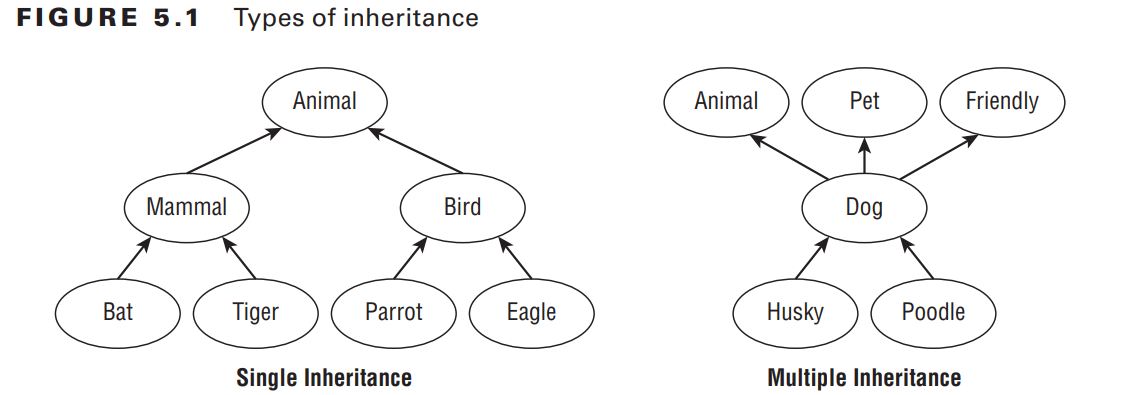 FIGURE 5.1 Types of inheritance
Animal
Mammal Bird
Bat Tiger Parrot Eagle
Single Inheritance
Animal Pet Friendly
Dog
Husky Poodle
Multiple Inheritance